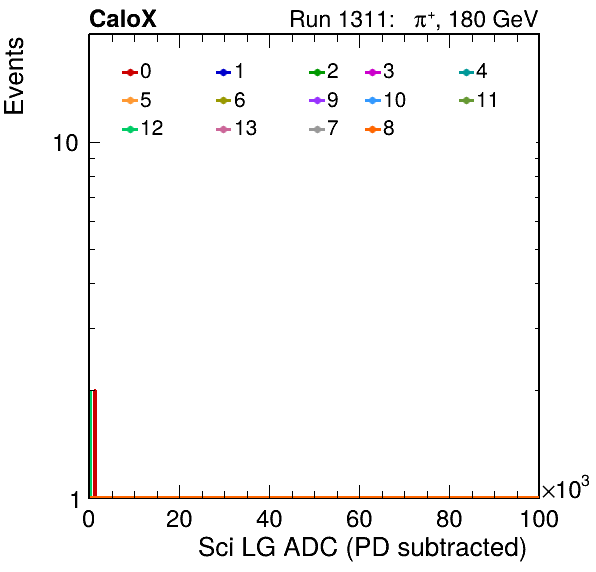 CaloX Run 1311: π+, 180 GeV
Events
0 1 2 3 4
5 6 9 10 11
12 13 7 8
10
1
×10³
0 20 40 60 80 100
Sci LG ADC (PD subtracted)